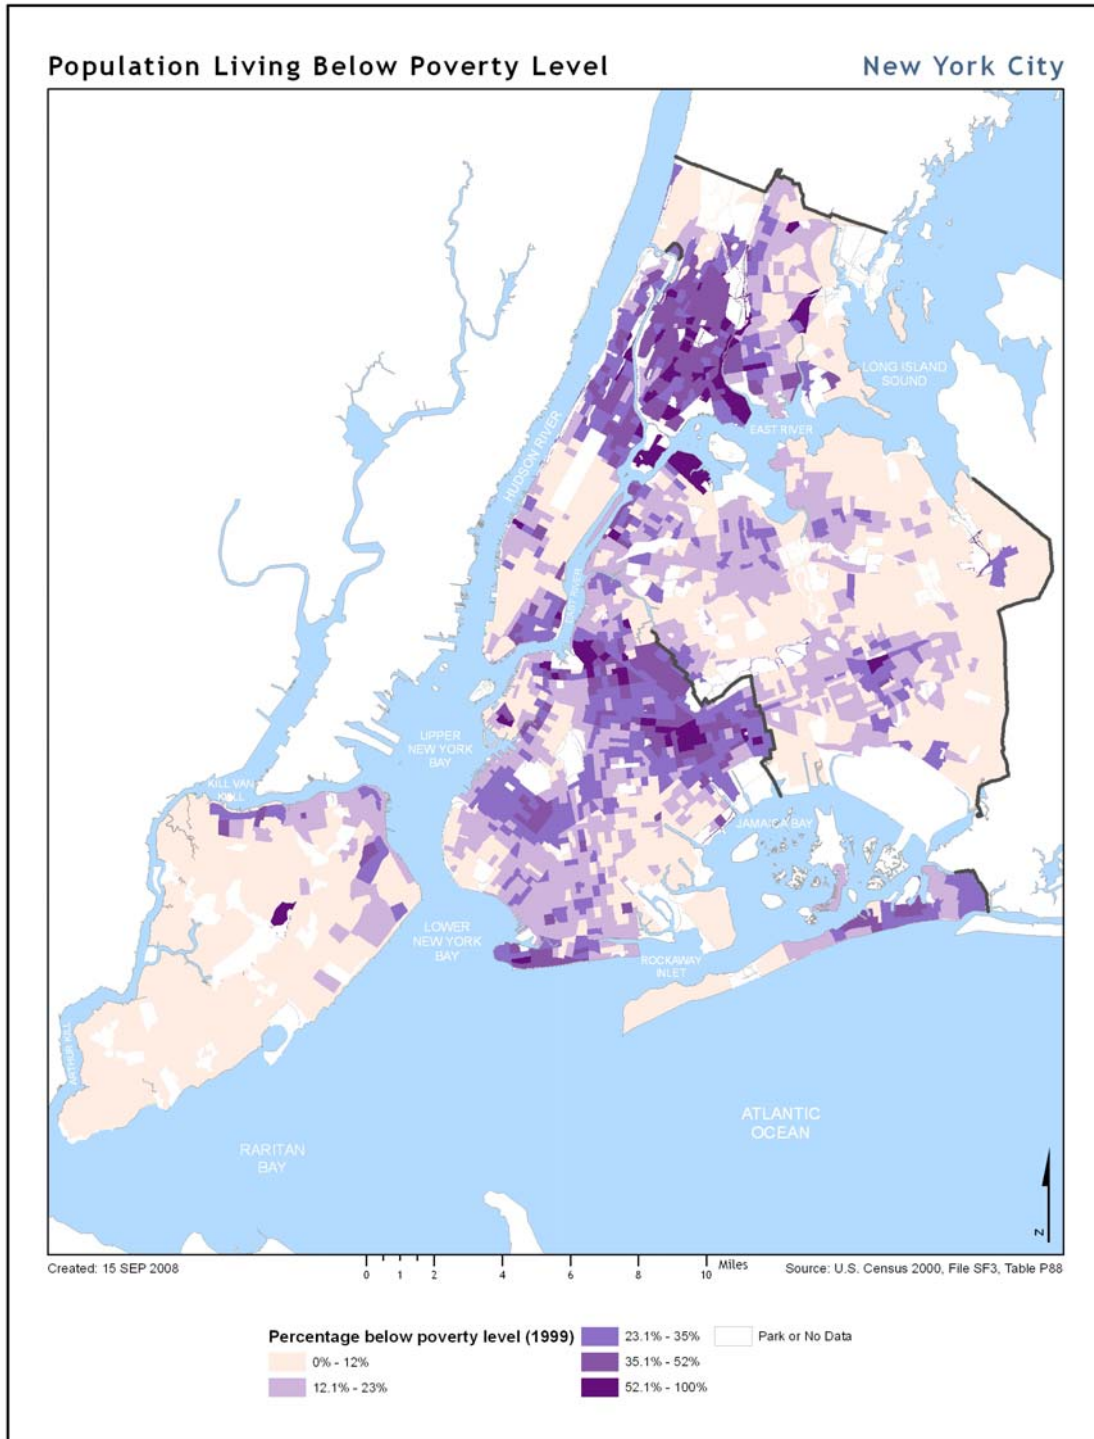 Population Living Below Poverty Level
New York City
HUDSON RIVER
LONG ISLAND
SOUND
EAST RIVER
EAST RIVER
UPPER
NEW YORK
BAY
KILL VAN
KULL
JAMAICA BAY
LOWER
NEW YORK
BAY
ROCKAWAY
INLET
ARTHUR KILL
ATLANTIC
OCEAN
RARITAN
BAY
N
Created: 15 SEP 2008
0 1 2 4 6 8 10 Miles
Source: U.S. Census 2000, File SF3, Table P88
Percentage below poverty level (1999)
0% - 12%
12.1% - 23%
23.1% - 35%
35.1% - 52%
52.1% - 100%
Park or No Data